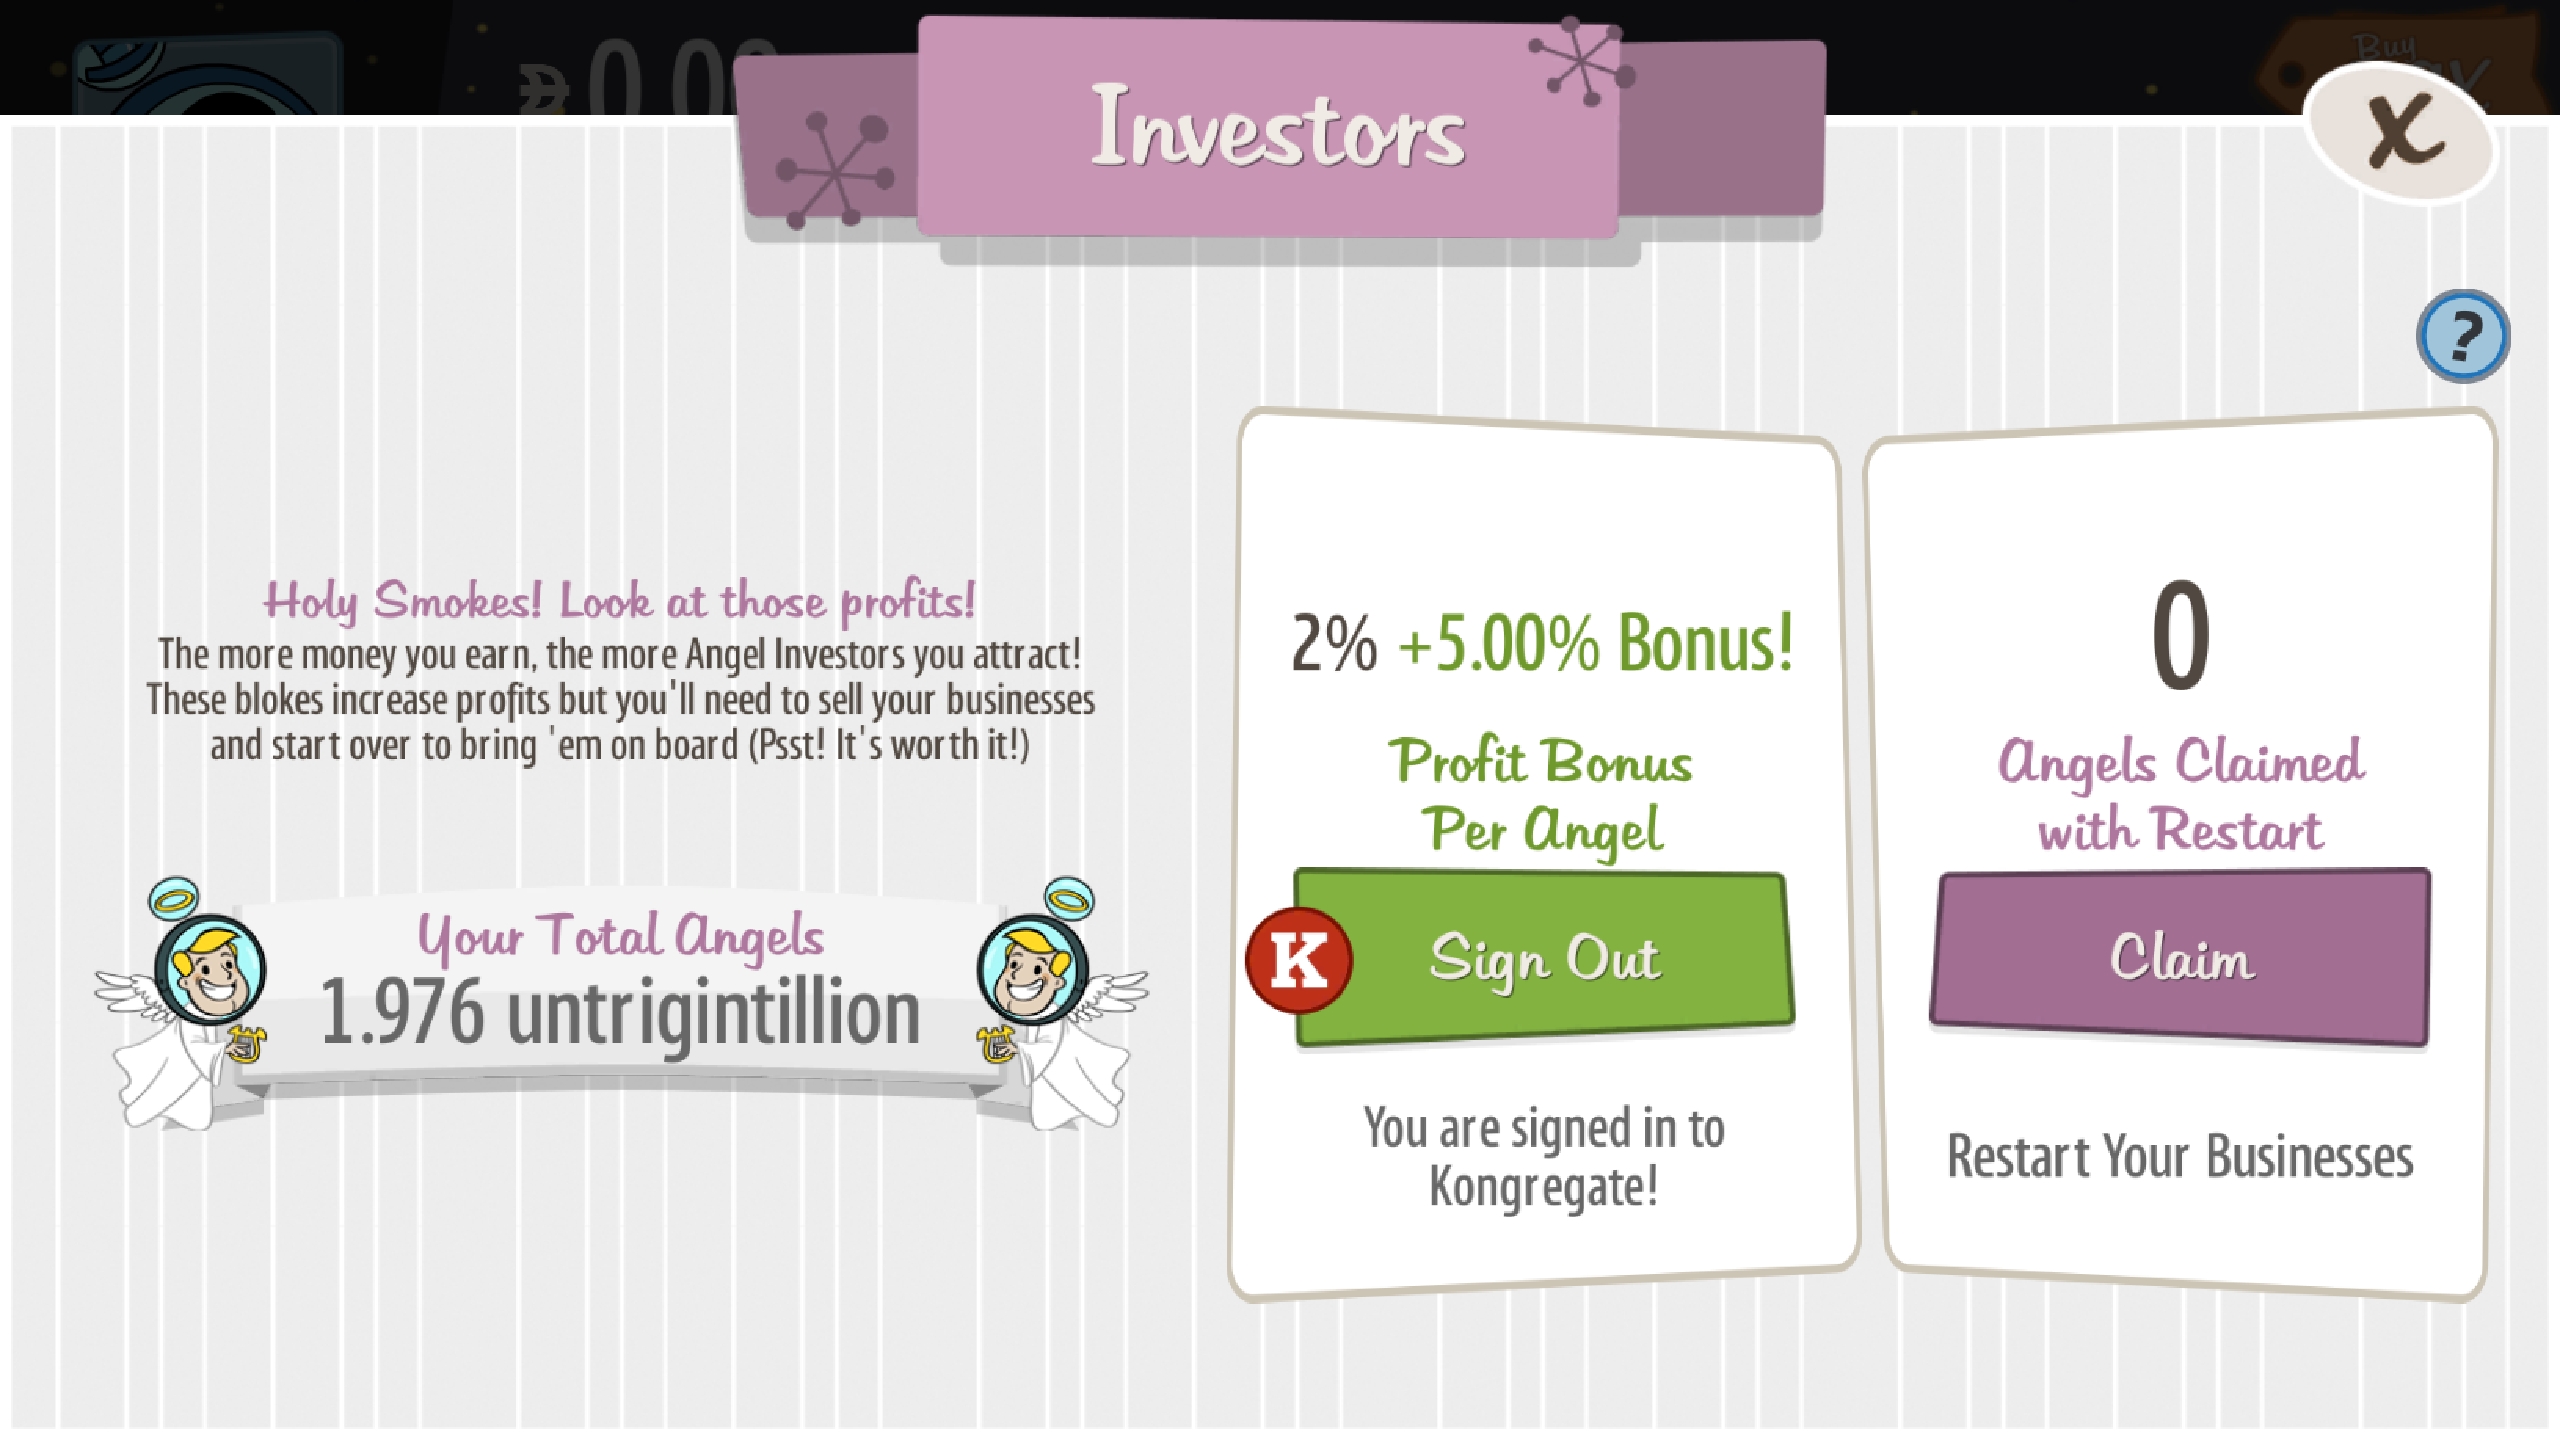 0.00
Buy
Investors
X
?
Holy Smokes! Look at those profits!
The more money you earn, the more Angel Investors you attract!
These blokes increase profits but you'll need to sell your businesses
and start over to bring 'em on board (Psst! It's worth it!)
Your Total Angels
1.976 untrigintillion
2% +5.00% Bonus!
Profit Bonus
Per Angel
K
Sign Out
You are signed in to
Kongregate!
0
Angels Claimed
with Restart
Claim
Restart Your Businesses